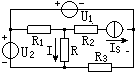 U₁
R₁ R₂
I R Iₛ
U₂
R₃